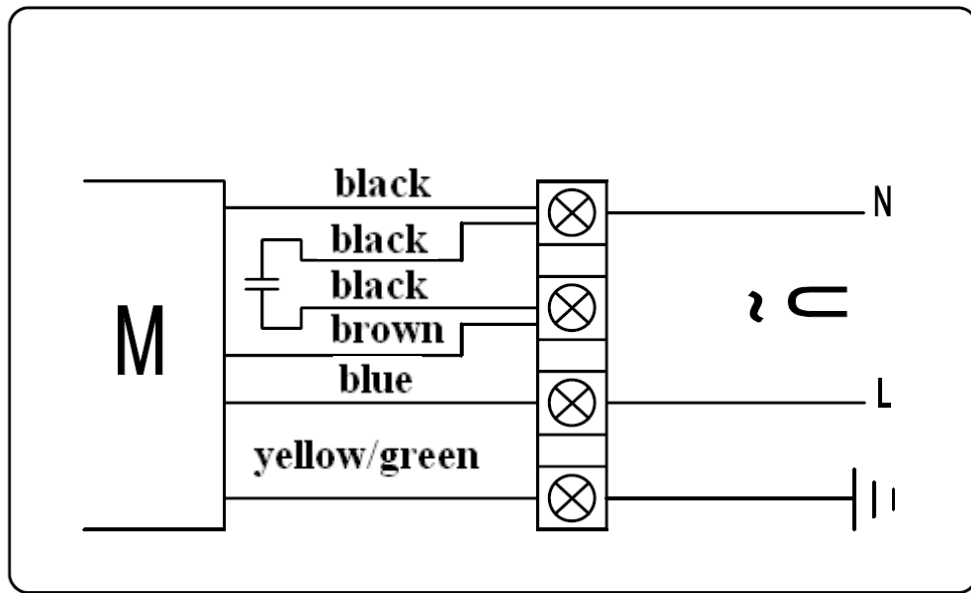 black
N
black
black
~ U
M
brown
blue
L
yellow/green